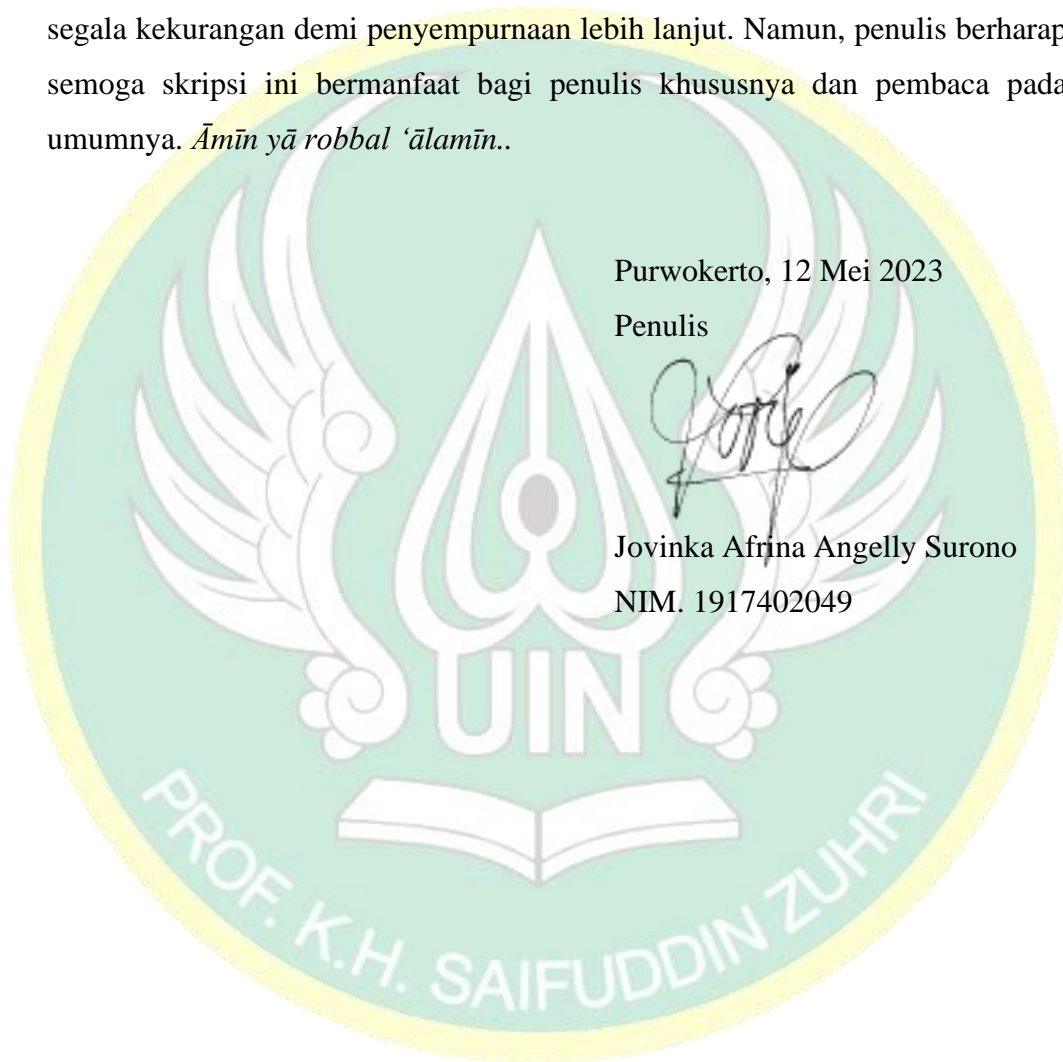 segala kekurangan demi penyempurnaan lebih lanjut. Namun, penulis berharap
semoga skripsi ini bermanfaat bagi penulis khususnya dan pembaca pada
umumnya. Āmīn yā robbal ‘ālamīn..
Purwokerto, 12 Mei 2023
Penulis
Jovinka Afrina Angelly Surono
NIM. 1917402049
UIN
PROF. K.H. SAIFUDDIN ZUHRI